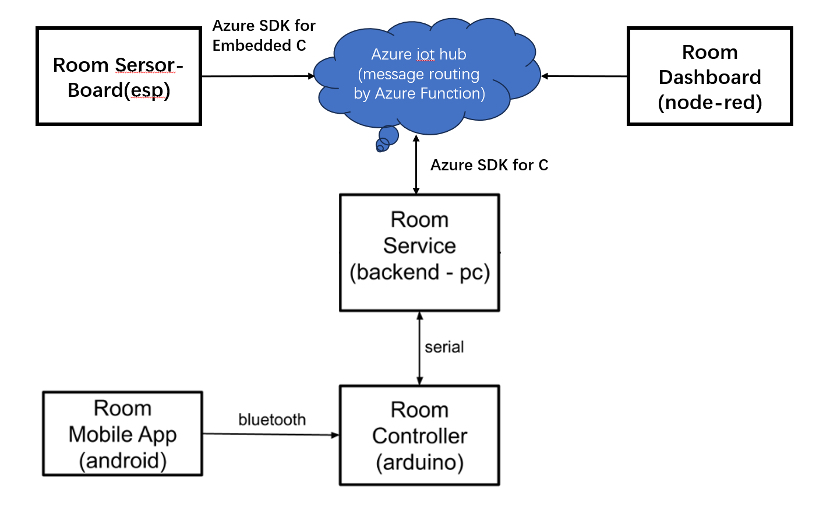 Azure SDK for
Embedded C
Room Sersor-
Board(esp)
Azure iot hub
(message routing
by Azure Function)
Room
Dashboard
(node-red)
Azure SDK for C
Room
Service
(backend - pc)
serial
Room
Mobile App
(android)
bluetooth
Room
Controller
(arduino)